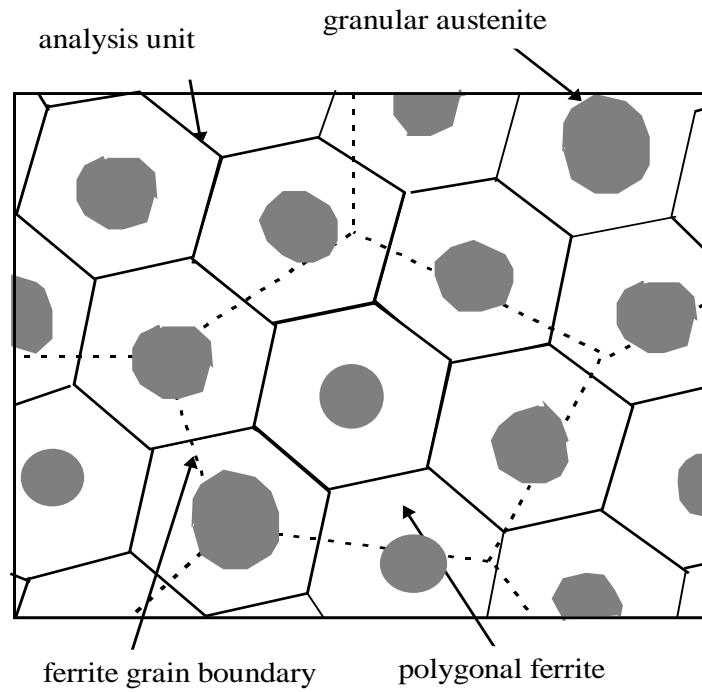 granular austenite
analysis unit
ferrite grain boundary
polygonal ferrite